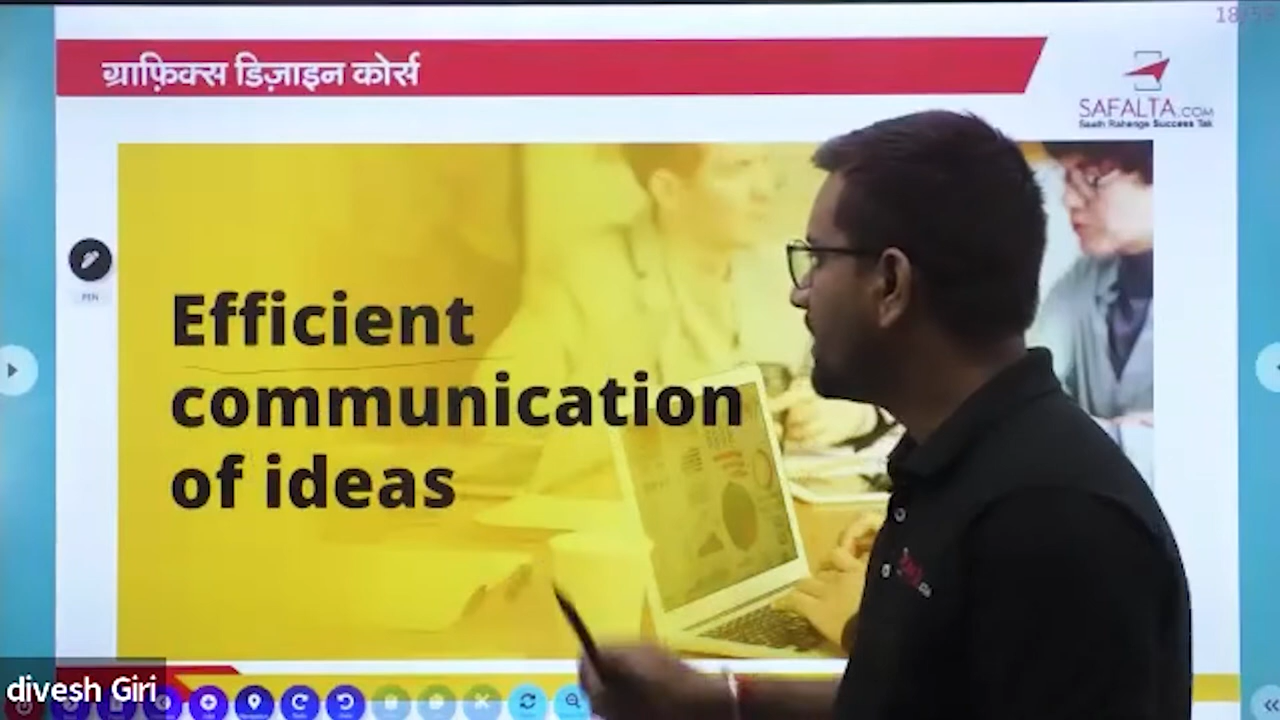 ग्राफ़िक्स डिज़ाइन कोर्स
SAFALTA.COM
Saath Rahenge Success Tak
PEN
Efficient
communication
of ideas
divesh Giri